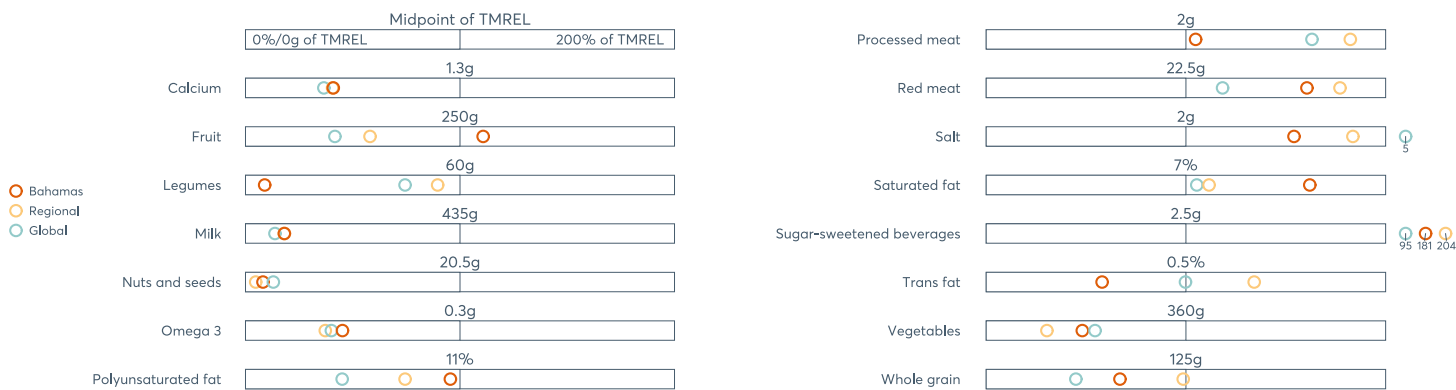 Midpoint of TMREL
0%/0g of TMREL 200% of TMREL
1.3g
Calcium
250g
Fruit
60g
Legumes
435g
Milk
20.5g
Nuts and seeds
0.3g
Omega 3
11%
Polyunsaturated fat
Bahamas
Regional
Global
2g
Processed meat
22.5g
Red meat
2g
Salt
5
7%
Saturated fat
2.5g
Sugar-sweetened beverages
95 181 204
0.5%
Trans fat
360g
Vegetables
125g
Whole grain